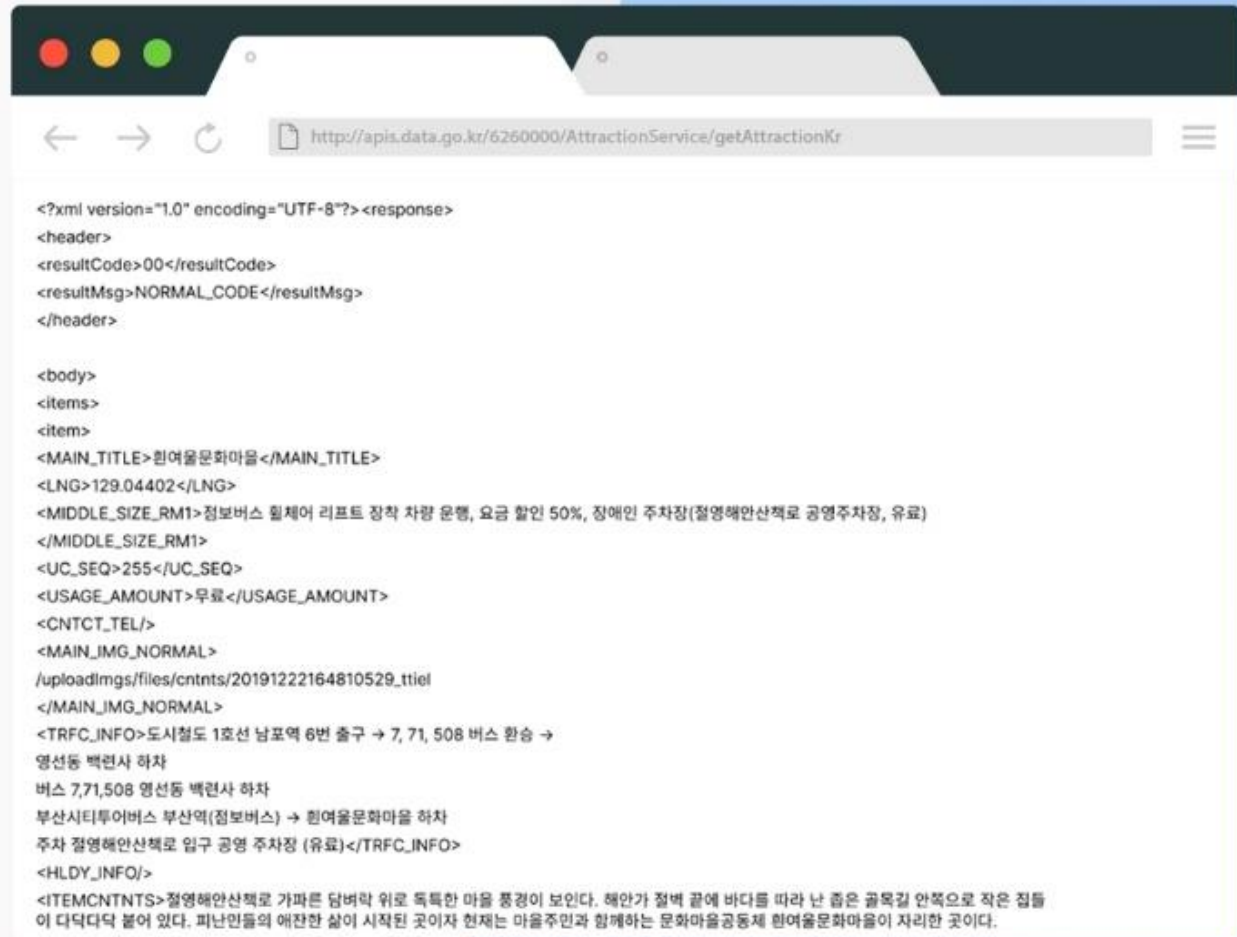 http://apis.data.go.kr/6260000/AttractionService/getAttractionKr
<?xml version="1.0" encoding="UTF-8"?><response>
<header>
<resultCode>00</resultCode>
<resultMsg>NORMAL_CODE</resultMsg>
</header>
<body>
<items>
<item>
<MAIN_TITLE>흰여울문화마을</MAIN_TITLE>
<LNG>129.04402</LNG>
<MIDDLE_SIZE_RM1>점보버스 휠체어 리프트 장착 차량 운행, 요금 할인 50%, 장애인 주차장(절영해안산책로 공영주차장, 유료)
</MIDDLE_SIZE_RM1>
<UC_SEQ>255</UC_SEQ>
<USAGE_AMOUNT>무료</USAGE_AMOUNT>
<CNTCT_TEL/>
<MAIN_IMG_NORMAL>
/uploadImgs/files/cntnts/20191222164810529_ttiel
</MAIN_IMG_NORMAL>
<TRFC_INFO>도시철도 1호선 남포역 6번 출구 → 7, 71, 508 버스 환승 →
영선동 백련사 하차
버스 7,71,508 영선동 백련사 하차
부산시티투어버스 부산역(점보버스) → 흰여울문화마을 하차
주차 절영해안산책로 입구 공영 주차장 (유료)</TRFC_INFO>
<HLDY_INFO/>
<ITEMCNTNTS>절영해안산책로 가파른 담벼락 위로 독특한 마을 풍경이 보인다. 해안가 절벽 끝에 바다를 따라 난 좁은 골목길 안쪽으로 작은 집들
이 다닥다닥 붙어 있다. 피난민들의 애잔한 삶이 시작된 곳이자 현재는 마을주민과 함께하는 문화마을공동체 흰여울문화마을이 자리한 곳이다.